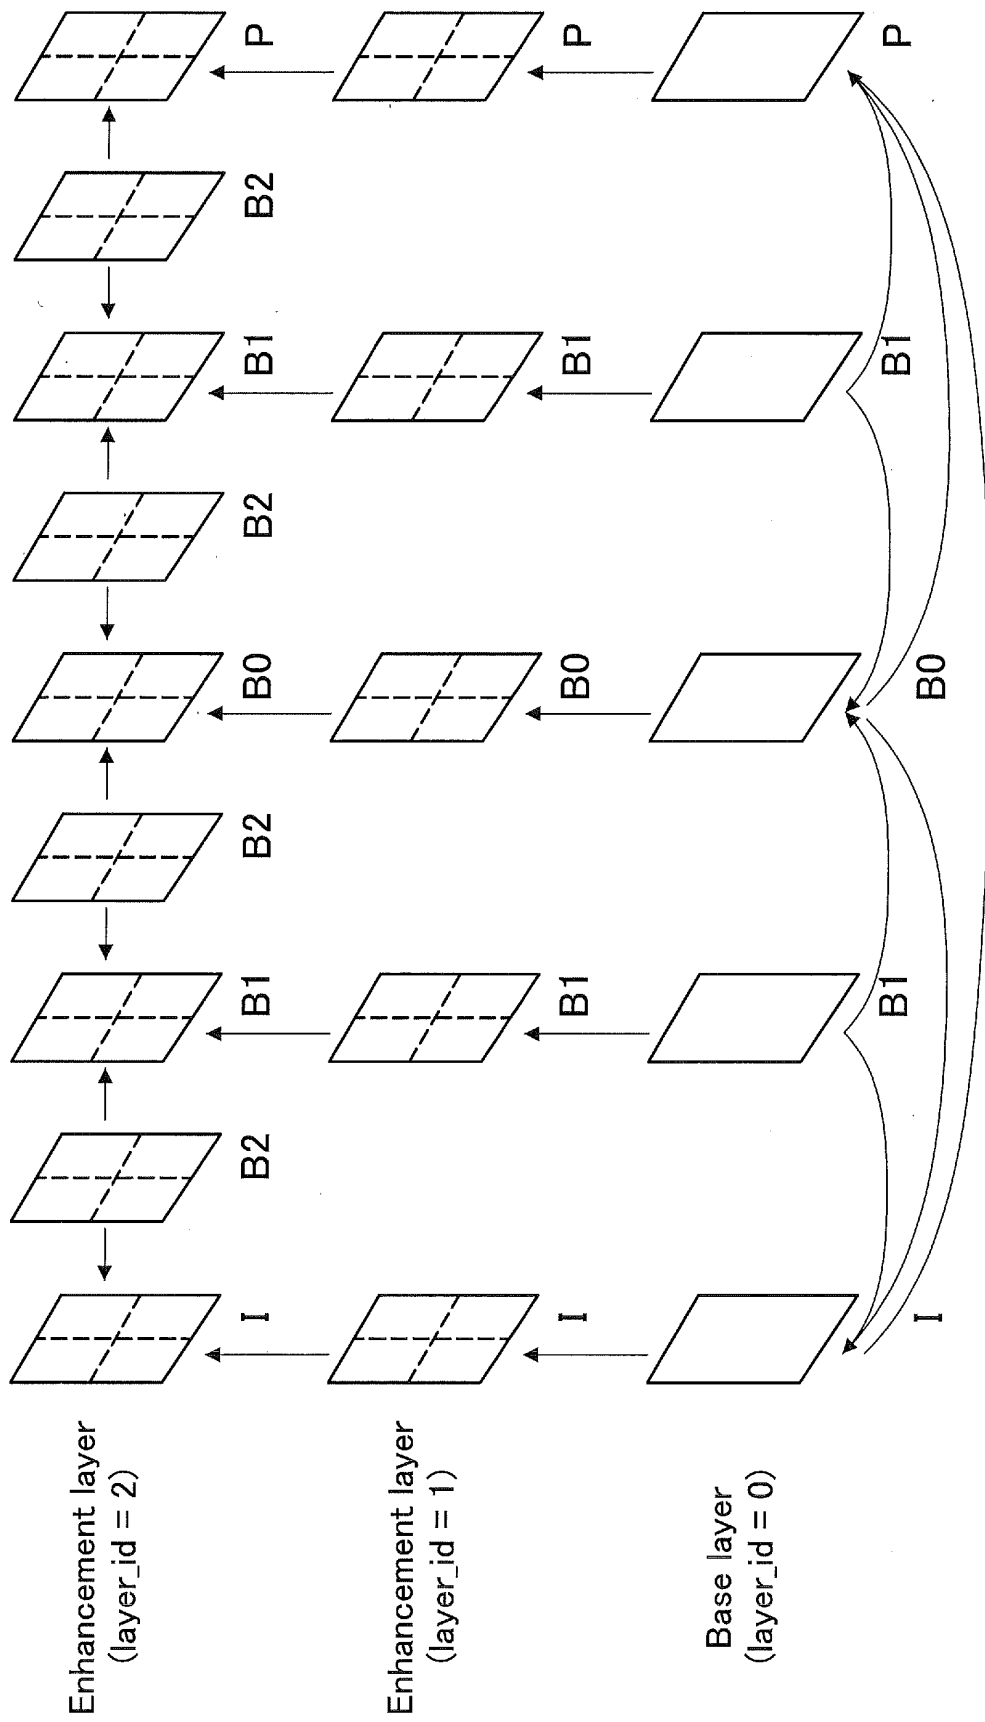 Enhancement layer
(layer_id = 2)
I
B2
B1
B2
B0
B2
B1
B2
P
Enhancement layer
(layer_id = 1)
I
B1
B0
B1
P
Base layer
(layer_id = 0)
I
B1
B0
B1
P